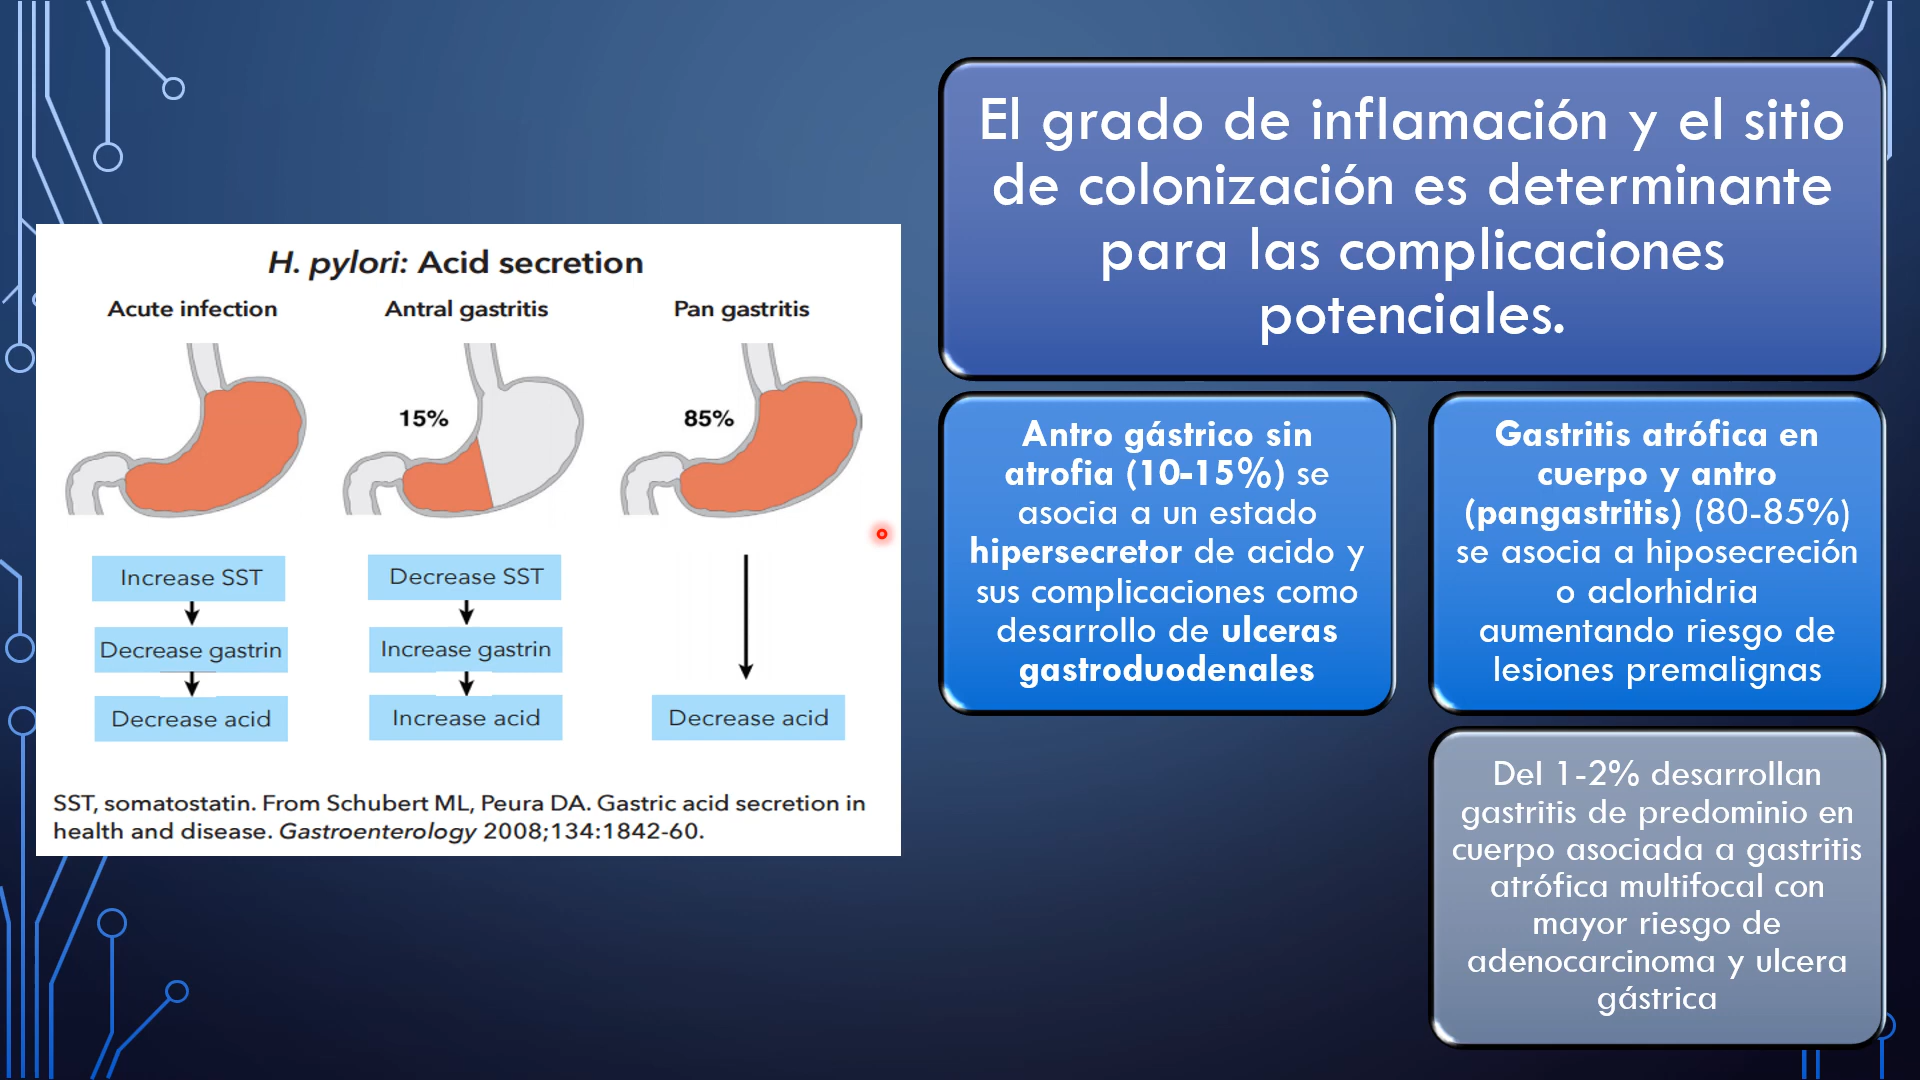 H. pylori: Acid secretion
Acute infection
Antral gastritis
Pan gastritis
15%
85%
Increase SST
Decrease gastrin
Decrease acid
Decrease SST
Increase gastrin
Increase acid
Decrease acid
SST, somatostatin. From Schubert ML, Peura DA. Gastric acid secretion in
health and disease. Gastroenterology 2008;134:1842-60.
El grado de inflamación y el sitio
de colonización es determinante
para las complicaciones
potenciales.
Antro gástrico sin
atrofia (10-15%) se
asocia a un estado
hipersecretor de acido y
sus complicaciones como
desarrollo de ulceras
gastroduodenales
Gastritis atrófica en
cuerpo y antro
(pangastritis) (80-85%)
se asocia a hiposecreción
o aclorhidria
aumentando riesgo de
lesiones premalignas
Del 1-2% desarrollan
gastritis de predominio en
cuerpo asociada a gastritis
atrófica multifocal con
mayor riesgo de
adenocarcinoma y ulcera
gástrica